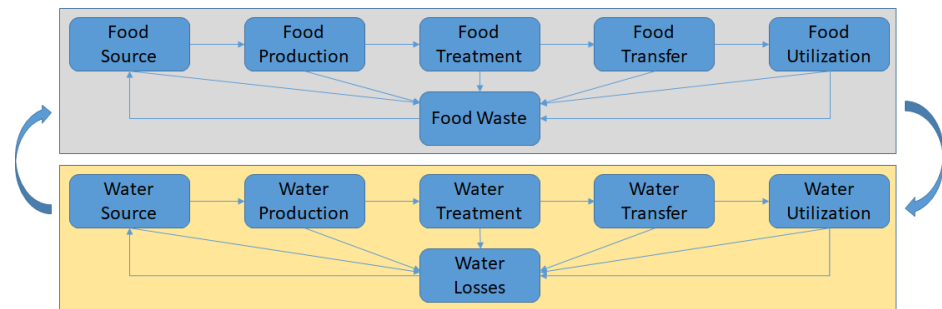 Food Food Food Food Food
Source Production Treatment Transfer Utilization
Food Waste
Water Water Water Water Water
Source Production Treatment Transfer Utilization
Water
Losses